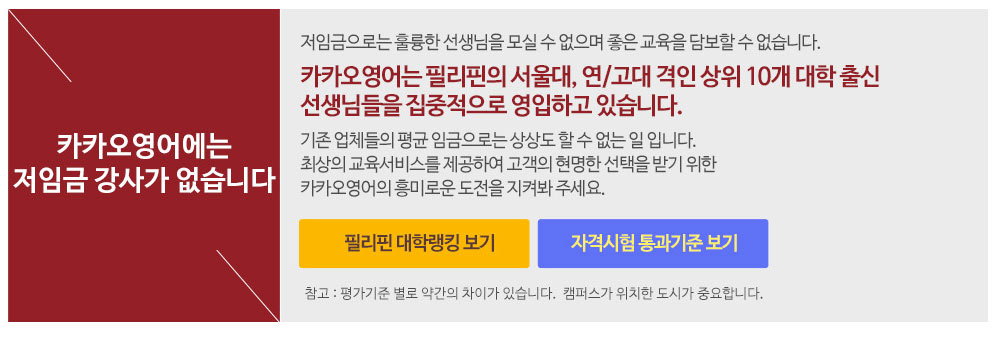 카카오영어에는
저임금 강사가 없습니다
저임금으로는 훌륭한 선생님을 모실 수 없으며 좋은 교육을 담보할 수 없습니다.
카카오영어는 필리핀의 서울대, 연/고대 격인 상위 10개 대학 출신
선생님들을 집중적으로 영입하고 있습니다.
기존 업체들의 평균 임금으로는 상상도 할 수 없는 일 입니다.
최상의 교육서비스를 제공하여 고객의 현명한 선택을 받기 위한
카카오영어의 흥미로운 도전을 지켜봐 주세요.
필리핀 대학랭킹 보기
자격시험 통과기준 보기
참고 : 평가기준 별로 약간의 차이가 있습니다. 캠퍼스가 위치한 도시가 중요합니다.